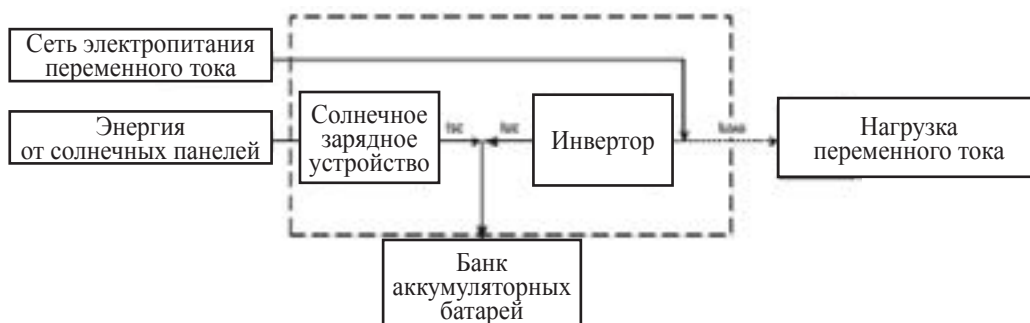 Сеть электропитания
переменного тока
Энергия
от солнечных панелей
Солнечное
зарядное
устройство
Инвертор
Нагрузка
переменного тока
Банк
аккумуляторных
батарей